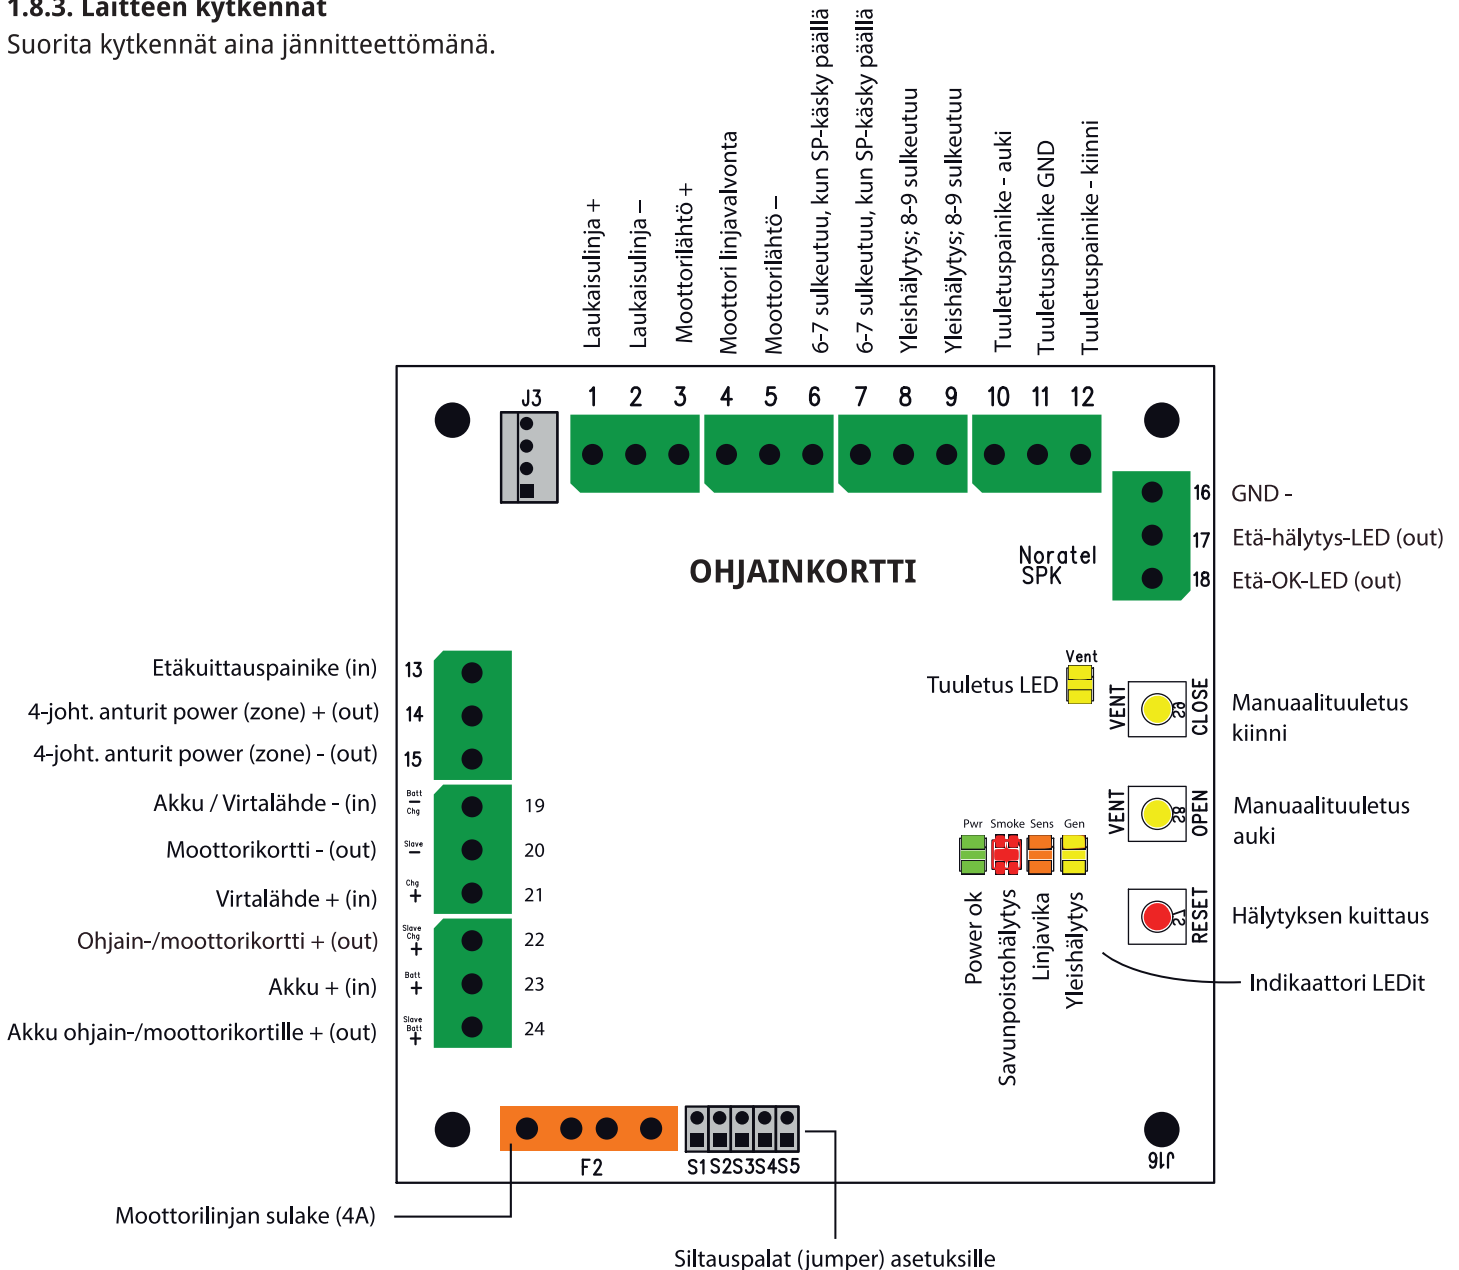 1.8.3. Laitteen kytkennät
Suorita kytkennät aina jännitteettömänä.
Laukaisulinja +
Laukaisulinja –
Moottorilähtö +
Moottori linjavalvonta
Moottorilähtö –
6-7 sulkeutuu, kun SP-käsky päällä
6-7 sulkeutuu, kun SP-käsky päällä
Yleishälytys; 8-9 sulkeutuu
Yleishälytys; 8-9 sulkeutuu
Tuuletuspainike - auki
Tuuletuspainike GND
Tuuletuspainike - kiinni
J3
1 2 3 4 5 6 7 8 9 10 11 12
16 GND -
17 Etä-hälytys-LED (out)
18 Etä-OK-LED (out)
OHJAINKORTTI
Noratel
SPK
Etäkuittauspainike (in) 13
4-joht. anturit power (zone) + (out) 14
4-joht. anturit power (zone) - (out) 15
Akku / Virtalähde - (in) Batt – Chg 19
Moottorikortti - (out) Slave – 20
Virtalähde + (in) Chg + 21
Ohjain-/moottorikortti + (out) Slave Chg + 22
Akku + (in) Batt + 23
Akku ohjain-/moottorikortille + (out) Slave Batt + 24
Vent
Tuuletus LED
VENT S9 CLOSE
Manuaalituuletus
kiinni
VENT S8 OPEN
Manuaalituuletus
auki
Pwr Smoke Sens Gen
Power ok
Savunpoistohälytys
Linjavika
Yleishälytys
S7 RESET
Hälytyksen kuittaus
Indikaattori LEDit
F2
S1 S2 S3 S4 S5
J16
Moottorilinjan sulake (4A)
Siltauspalat (jumper) asetuksille